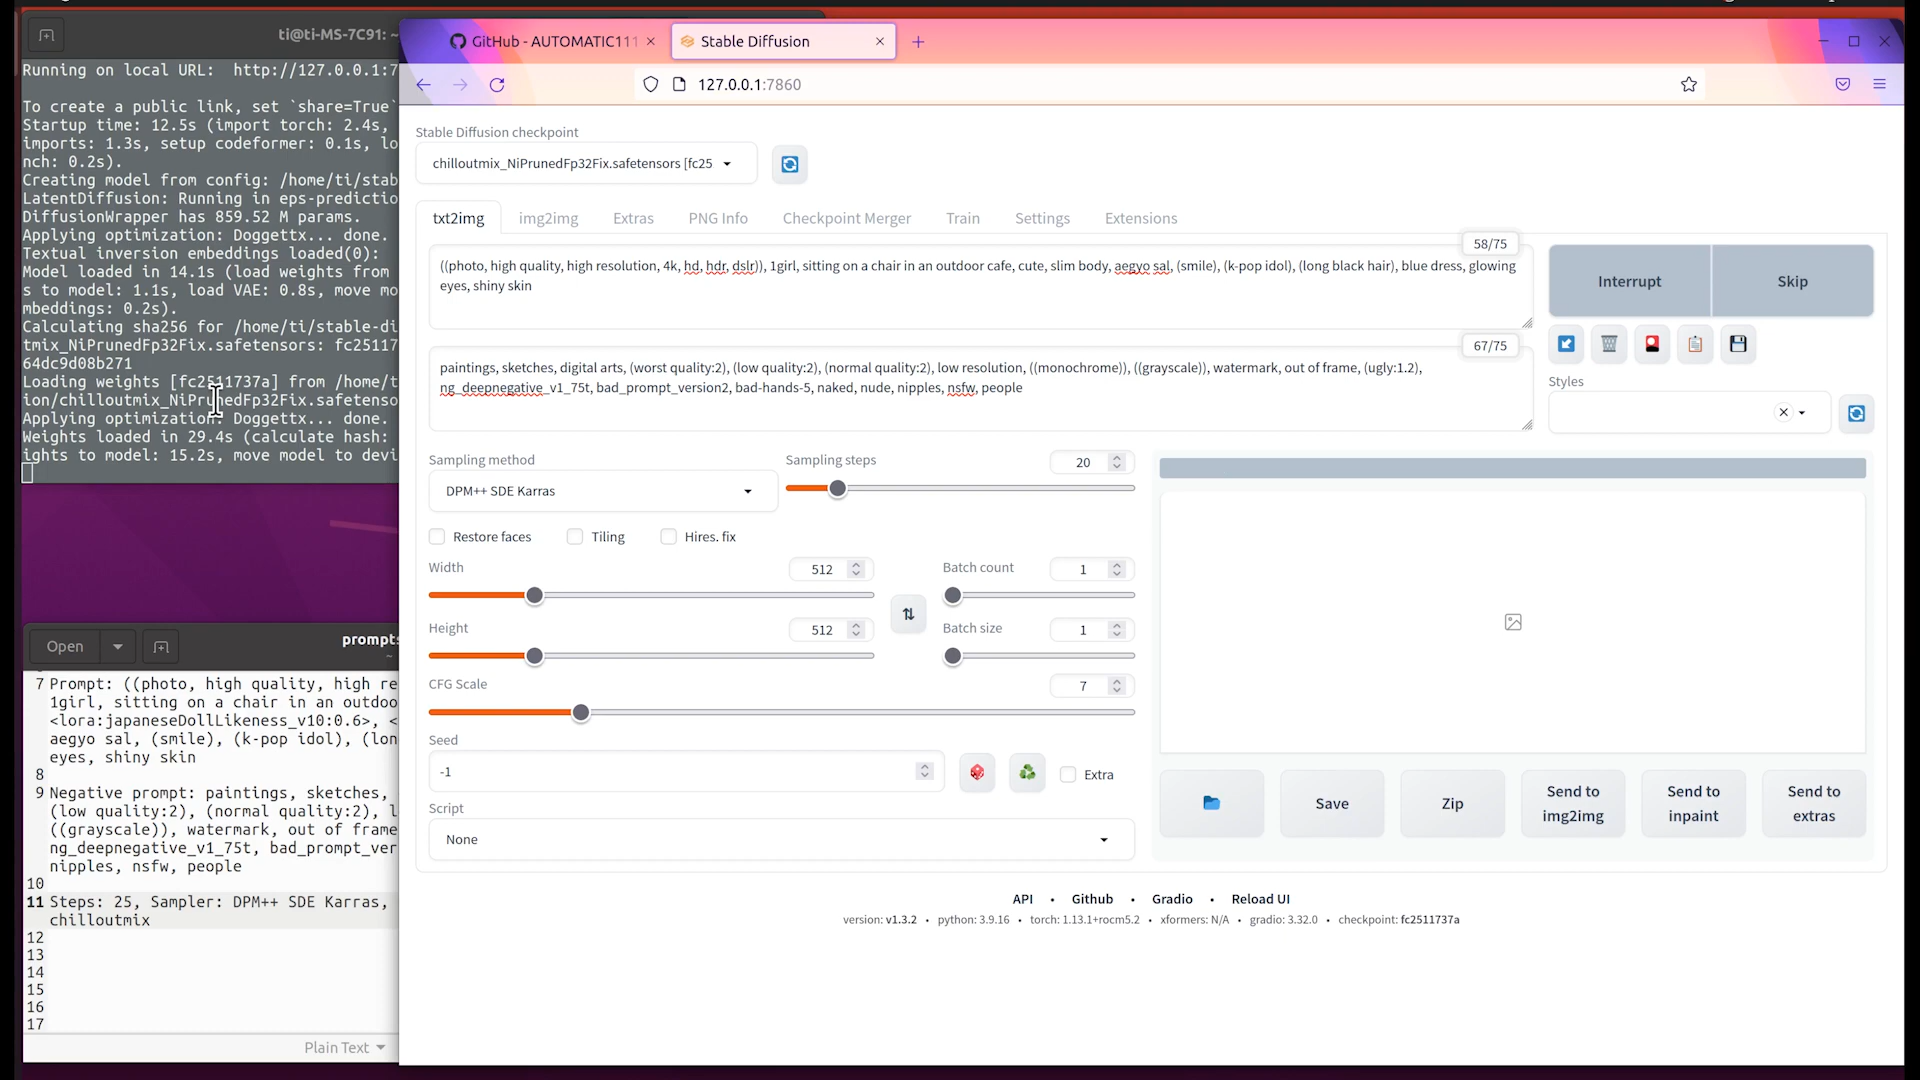 ti@ti-MS-7C91: ~
Running on local URL:  http://127.0.0.1:7
To create a public link, set `share=True`
Startup time: 12.5s (import torch: 2.4s,
imports: 1.3s, setup codeformer: 0.1s, lo
nch: 0.2s).
Creating model from config: /home/ti/stab
LatentDiffusion: Running in eps-predictio
DiffusionWrapper has 859.52 M params.
Applying optimization: Doggettx... done.
Textual inversion embeddings loaded(0):
Model loaded in 14.1s (load weights from
s to model: 1.1s, load VAE: 0.8s, move mo
mbeddings: 0.2s).
Calculating sha256 for /home/ti/stable-di
tmix_NiPrunedFp32Fix.safetensors: fc25117
64dc9d08b271
Loading weights [fc2511737a] from /home/t
ion/chilloutmix_NiPrunedFp32Fix.safetenso
Applying optimization: Doggettx... done.
Weights loaded in 29.4s (calculate hash:
ights to model: 15.2s, move model to devi
Open
prompts
7 Prompt: ((photo, high quality, high re
1girl, sitting on a chair in an outdoo
<lora:japaneseDollLikeness_v10:0.6>, <
aegyo sal, (smile), (k-pop idol), (lon
eyes, shiny skin
8
9 Negative prompt: paintings, sketches,
(low quality:2), (normal quality:2), l
((grayscale)), watermark, out of frame
ng_deepnegative_v1_75t, bad_prompt_ver
nipples, nsfw, people
10
11 Steps: 25, Sampler: DPM++ SDE Karras,
chilloutmix
12
13
14
15
16
17
Plain Text
GitHub - AUTOMATIC111
Stable Diffusion
127.0.0.1:7860
Stable Diffusion checkpoint
chilloutmix_NiPrunedFp32Fix.safetensors [fc25
txt2img img2img Extras PNG Info Checkpoint Merger Train Settings Extensions
58/75
((photo, high quality, high resolution, 4k, hd, hdr, dslr)), 1girl, sitting on a chair in an outdoor cafe, cute, slim body, aegyo sal, (smile), (k-pop idol), (long black hair), blue dress, glowing
eyes, shiny skin
Interrupt Skip
67/75
paintings, sketches, digital arts, (worst quality:2), (low quality:2), (normal quality:2), low resolution, ((monochrome)), ((grayscale)), watermark, out of frame, (ugly:1.2),
ng_deepnegative_v1_75t, bad_prompt_version2, bad-hands-5, naked, nude, nipples, nsfw, people
Styles
Sampling method
DPM++ SDE Karras
Sampling steps 20
Restore faces Tiling Hires. fix
Width 512
Batch count 1
Height 512
Batch size 1
CFG Scale 7
Seed
-1
Extra
Script
None
Save
Zip
Send to
img2img
Send to
inpaint
Send to
extras
API • Github • Gradio • Reload UI
version: v1.3.2 • python: 3.9.16 • torch: 1.13.1+rocm5.2 • xformers: N/A • gradio: 3.32.0 • checkpoint: fc2511737a